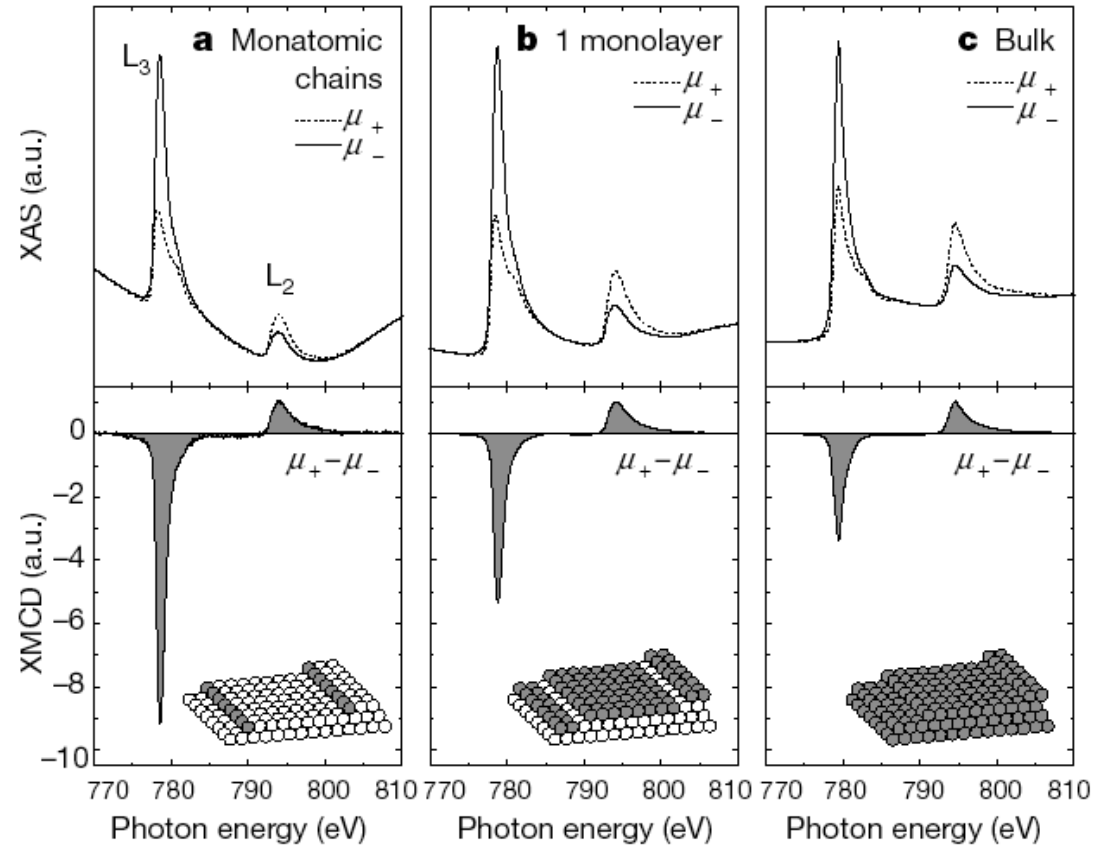 a Monatomic chains
L3
μ+
μ−
L2
b 1 monolayer
μ+
μ−
c Bulk
μ+
μ−
XAS (a.u.)
0
−2
−4
−6
−8
−10
XMCD (a.u.)
μ+−μ−
μ+−μ−
μ+−μ−
770 780 790 800 810 770 780 790 800 810 770 780 790 800 810
Photon energy (eV) Photon energy (eV) Photon energy (eV)